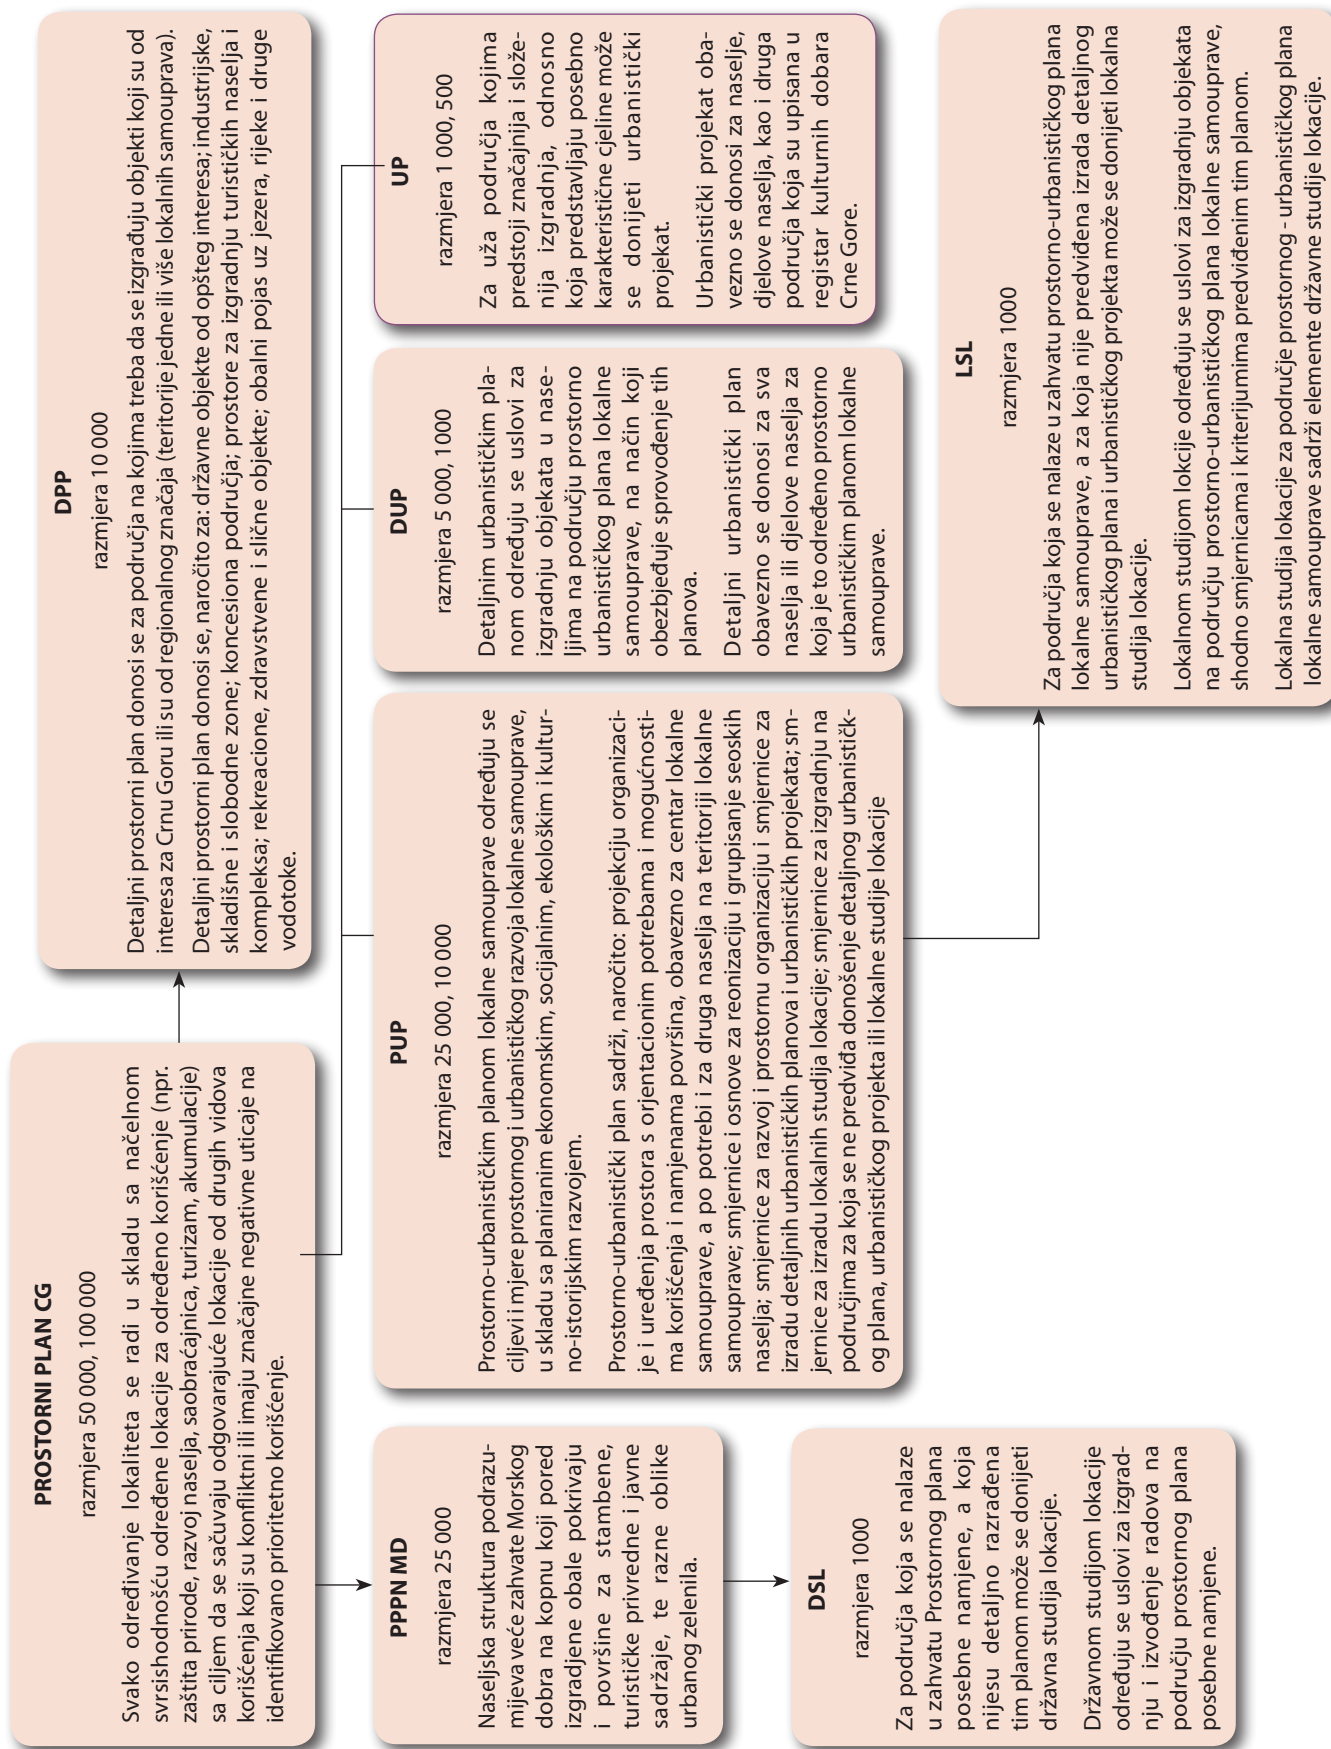 PROSTORNI PLAN CG
razmjera 50 000, 100 000
Svako određivanje lokaliteta se radi u skladu sa načelnom
svrsishodnošću određene lokacije za određeno korišćenje (npr.
zaštita prirode, razvoj naselja, saobraćajnica, turizam, akumulacije)
sa ciljem da se sačuvaju odgovarajuće lokacije od drugih vidova
korišćenja koji su konfliktni ili imaju značajne negativne uticaje na
identifikovano prioritetno korišćenje.
DPP
razmjera 10 000
Detaljni prostorni plan donosi se za područja na kojima treba da se izgrađuju objekti koji su od
interesa za Crnu Goru ili su od regionalnog značaja (teritorije jedne ili više lokalnih samouprava).
Detaljni prostorni plan donosi se, naročito za: državne objekte od opšteg interesa; industrijske,
skladišne i slobodne zone; koncesiona područja; prostore za izgradnju turističkih naselja i
kompleksa; rekreacione, zdravstvene i slične objekte; obalni pojas uz jezera, rijeke i druge
vodotoke.
PPPN MD
razmjera 25 000
Naseljska struktura podrazu-
mijeva veće zahvate Morskog
dobra na kopnu koji pored
izgradjene obale pokrivaju
i površine za stambene,
turističke privredne i javne
sadržaje, te razne oblike
urbanog zelenila.
PUP
razmjera 25 000, 10 000
Prostorno-urbanističkim planom lokalne samouprave određuju se
ciljevi i mjere prostornog i urbanističkog razvoja lokalne samouprave,
u skladu sa planiranim ekonomskim, socijalnim, ekološkim i kultur-
no-istorijskim razvojem.
Prostorno-urbanistički plan sadrži, naročito: projekciju organizaci-
je i uređenja prostora s orjentacionim potrebama i mogućnosti-
ma korišćenja i namjenama površina, obavezno za centar lokalne
samouprave, a po potrebi i za druga naselja na teritoriji lokalne
samouprave; smjernice i osnove za reonizaciju i grupisanje seoskih
naselja; smjernice za razvoj i prostornu organizaciju i smjernice za
izradu detaljnih urbanističkih planova i urbanističkih projekata; sm-
jernice za izradu lokalnih studija lokacije; smjernice za izgradnju na
područjima za koja se ne predviđa donošenje detaljnog urbanističk-
og plana, urbanističkog projekta ili lokalne studije lokacije
DUP
razmjera 5 000, 1000
Detaljnim urbanističkim pla-
nom određuju se uslovi za
izgradnju objekata u nase-
ljima na području prostorno
urbanističkog plana lokalne
samouprave, na način koji
obezbjeđuje sprovođenje tih
planova.
Detaljni urbanistički plan
obavezno se donosi za sva
naselja ili djelove naselja za
koja je to određeno prostorno
urbanističkim planom lokalne
samouprave.
UP
razmjera 1 000, 500
Za uža područja kojima
predstoji značajnija i slože-
nija izgradnja, odnosno
koja predstavljaju posebno
karakteristične cjeline može
se donijeti urbanistički
projekat.
Urbanistički projekat oba-
vezno se donosi za naselje,
djelove naselja, kao i druga
područja koja su upisana u
registar kulturnih dobara
Crne Gore.
DSL
razmjera 1000
Za područja koja se nalaze
u zahvatu Prostornog plana
posebne namjene, a koja
nijesu detaljno razrađena
tim planom može se donijeti
državna studija lokacije.
Državnom studijom lokacije
određuju se uslovi za izgrad-
nju i izvođenje radova na
području prostornog plana
posebne namjene.
LSL
razmjera 1000
Za područja koja se nalaze u zahvatu prostorno-urbanističkog plana
lokalne samouprave, a za koja nije predviđena izrada detaljnog
urbanističkog plana i urbanističkog projekta može se donijeti lokalna
studija lokacije.
Lokalnom studijom lokcije određuju se uslovi za izgradnju objekata
na području prostorno-urbanističkog plana lokalne samouprave,
shodno smjernicama i kriterijumima predviđenim tim planom.
Lokalna studija lokacije za područje prostornog - urbanističkog plana
lokalne samouprave sadrži elemente državne studije lokacije.